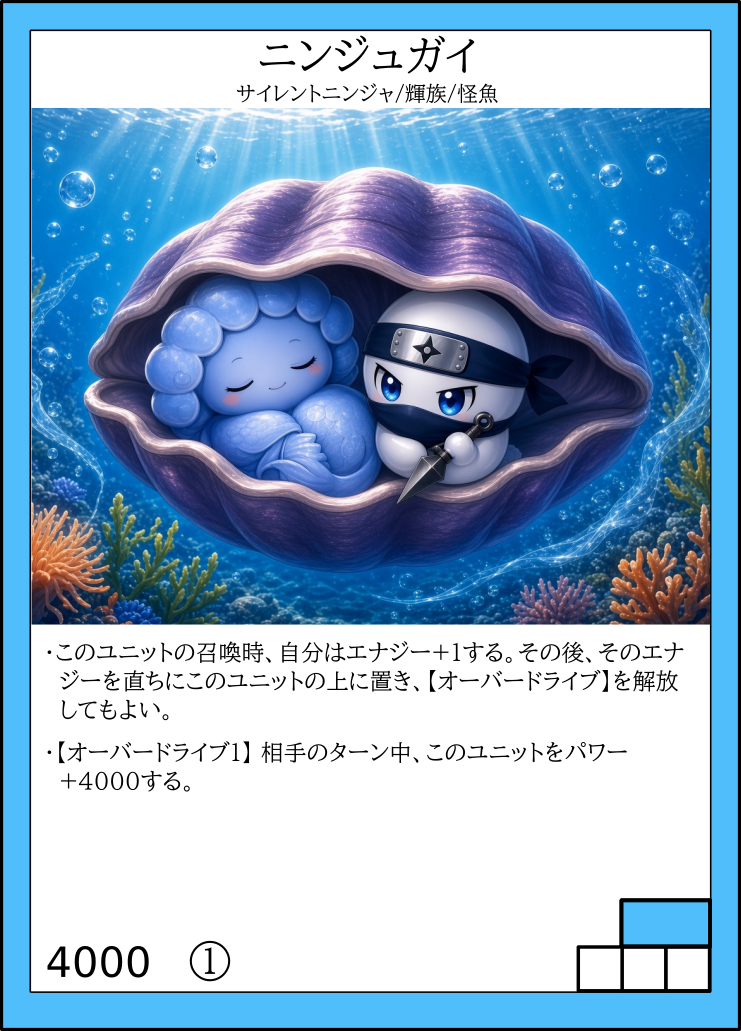 ニンジュガイ
サイレントニンジャ/輝族/怪魚
・このユニットの召喚時、自分はエナジー＋1する。その後、そのエナ
ジーを直ちにこのユニットの上に置き、【オーバードライブ】を解放
してもよい。
・【オーバードライブ1】 相手のターン中、このユニットをパワー
＋4000する。
4000 ①